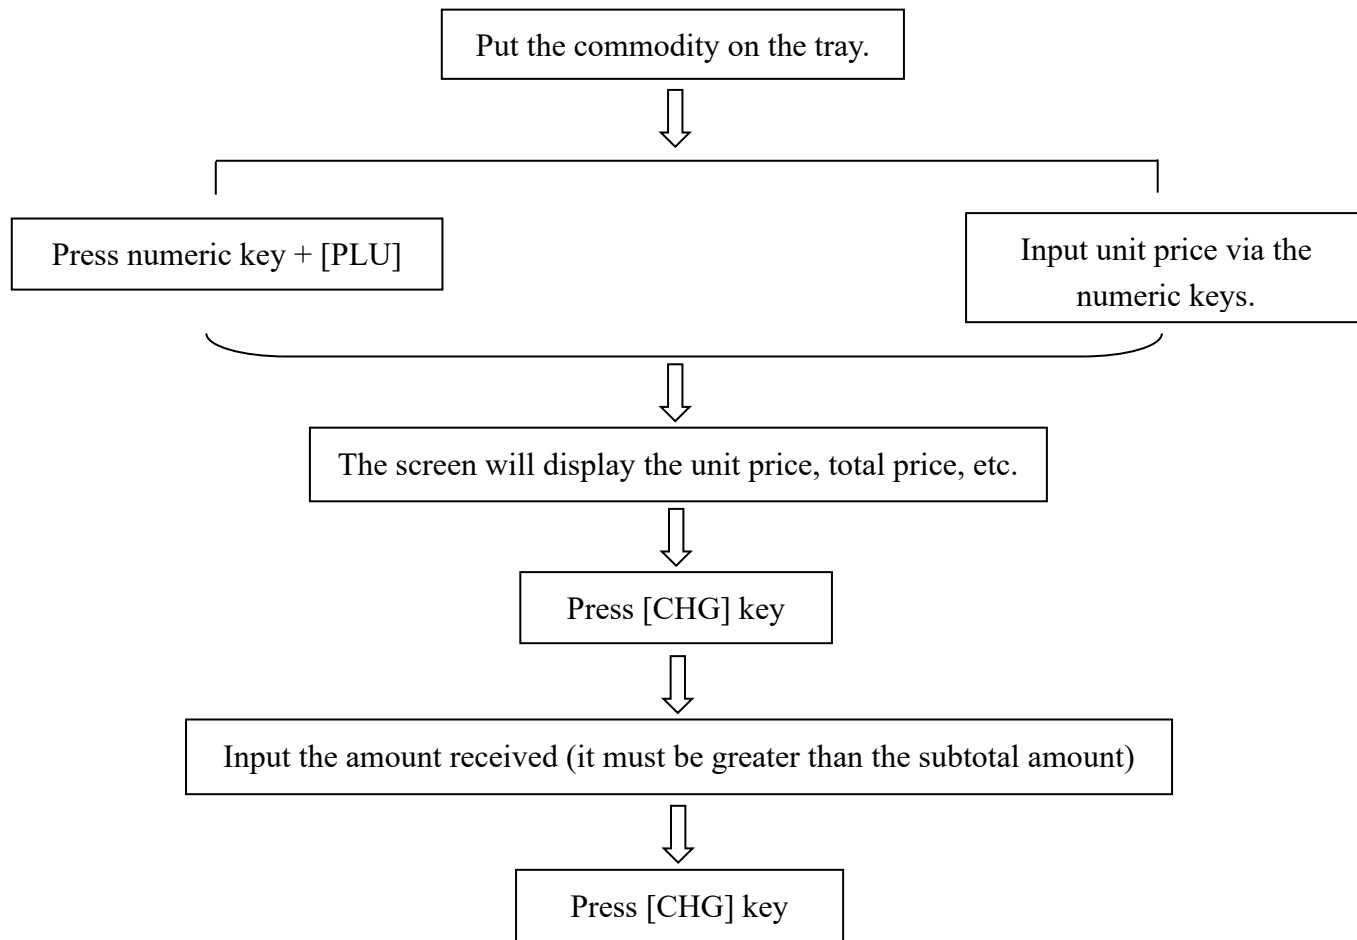 Put the commodity on the tray.
Press numeric key + [PLU]
Input unit price via the
numeric keys.
The screen will display the unit price, total price, etc.
Press [CHG] key
Input the amount received (it must be greater than the subtotal amount)
Press [CHG] key